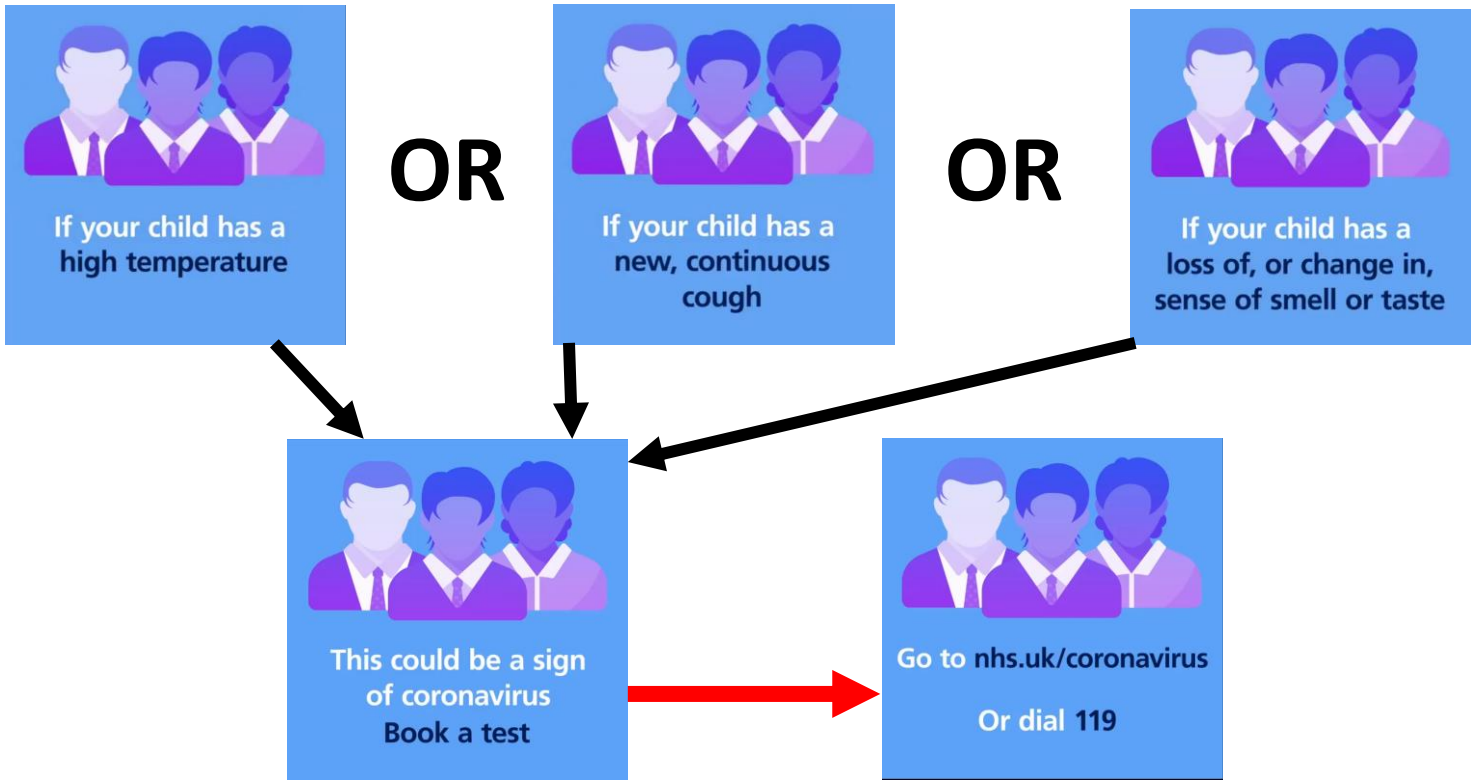 If your child has a
high temperature
OR
If your child has a
new, continuous
cough
OR
If your child has a
loss of, or change in,
sense of smell or taste
This could be a sign
of coronavirus
Book a test
Go to nhs.uk/coronavirus
Or dial 119